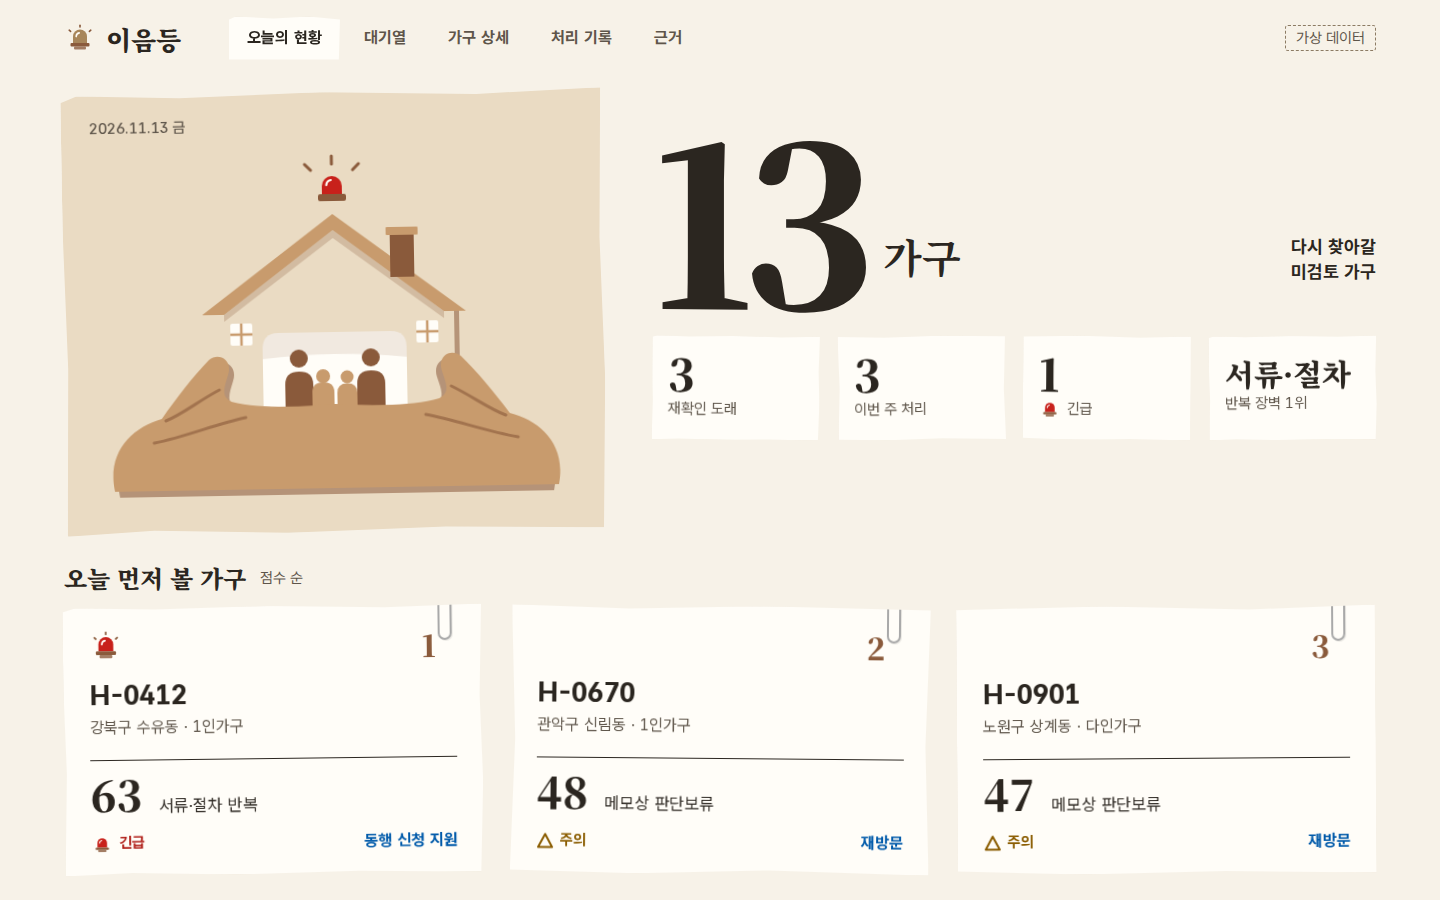 이음등
오늘의 현황
대기열
가구 상세
처리 기록
근거
가상 데이터
2026.11.13 금
13 가구
다시 찾아갈
미검토 가구
3
재확인 도래
3
이번 주 처리
1
긴급
서류·절차
반복 장벽 1위
오늘 먼저 볼 가구 점수 순
1
H-0412
강북구 수유동 · 1인가구
63 서류·절차 반복
긴급 동행 신청 지원
2
H-0670
관악구 신림동 · 1인가구
48 메모상 판단보류
주의 재방문
3
H-0901
노원구 상계동 · 다인가구
47 메모상 판단보류
주의 재방문